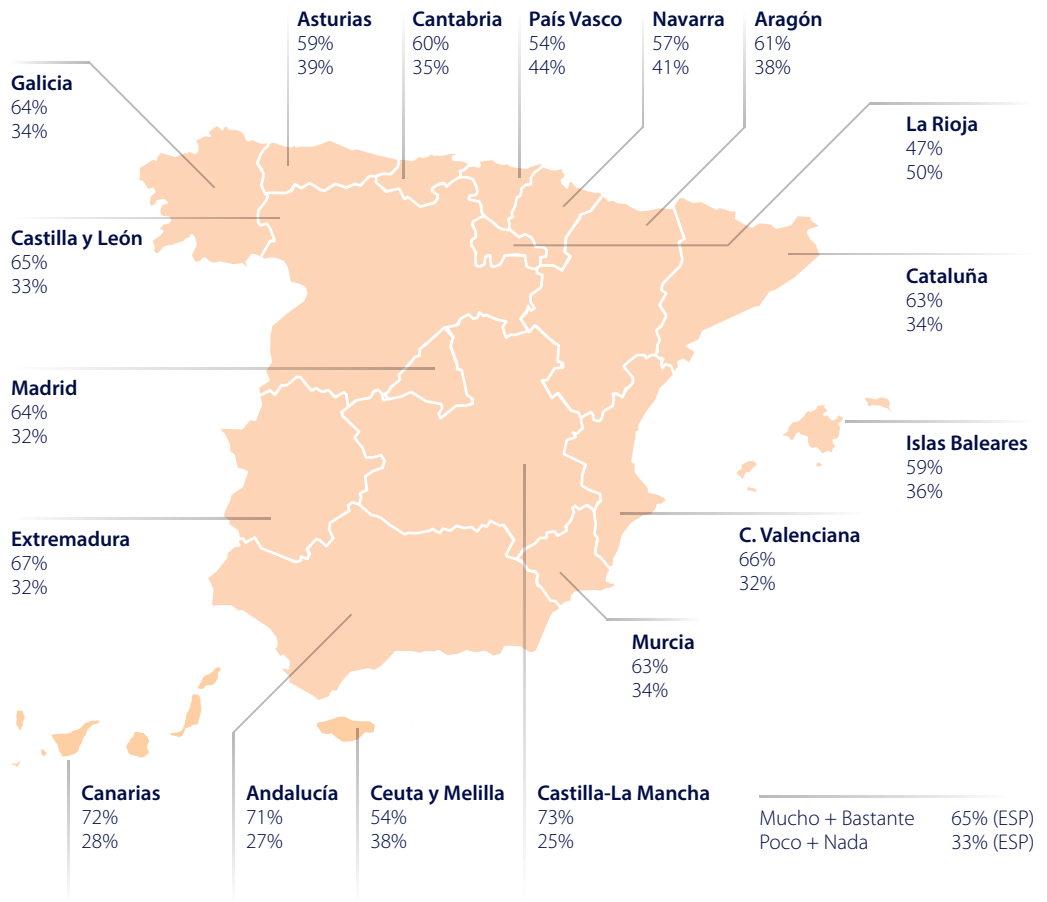 Asturias
59%
39%
Cantabria
60%
35%
País Vasco
54%
44%
Navarra
57%
41%
Aragón
61%
38%
Galicia
64%
34%
La Rioja
47%
50%
Castilla y León
65%
33%
Cataluña
63%
34%
Madrid
64%
32%
Islas Baleares
59%
36%
Extremadura
67%
32%
C. Valenciana
66%
32%
Murcia
63%
34%
Canarias
72%
28%
Andalucía
71%
27%
Ceuta y Melilla
54%
38%
Castilla-La Mancha
73%
25%
Mucho + Bastante 65% (ESP)
Poco + Nada 33% (ESP)